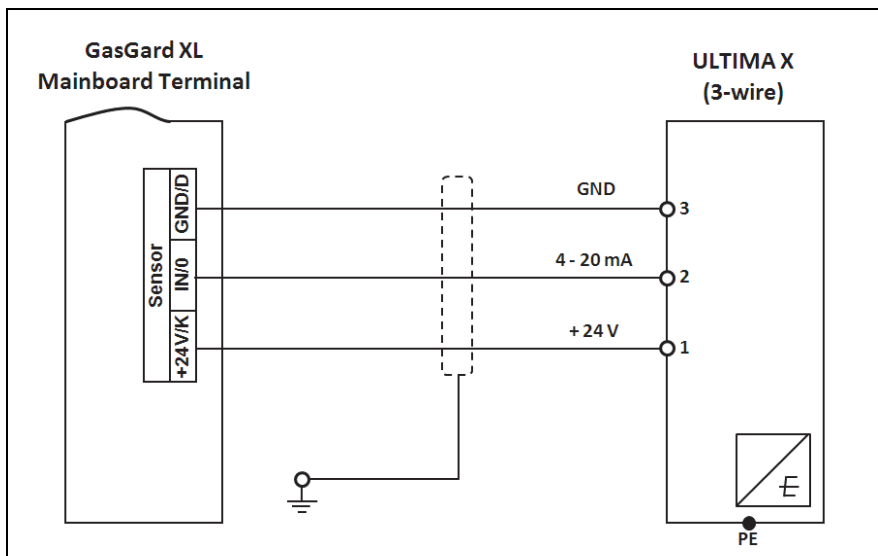 GasGard XL
Mainboard Terminal
ULTIMA X
(3-wire)
Sensor
GND/D
IN/0
+24V/K
GND
3
4 - 20 mA
2
+ 24 V
1
E
PE